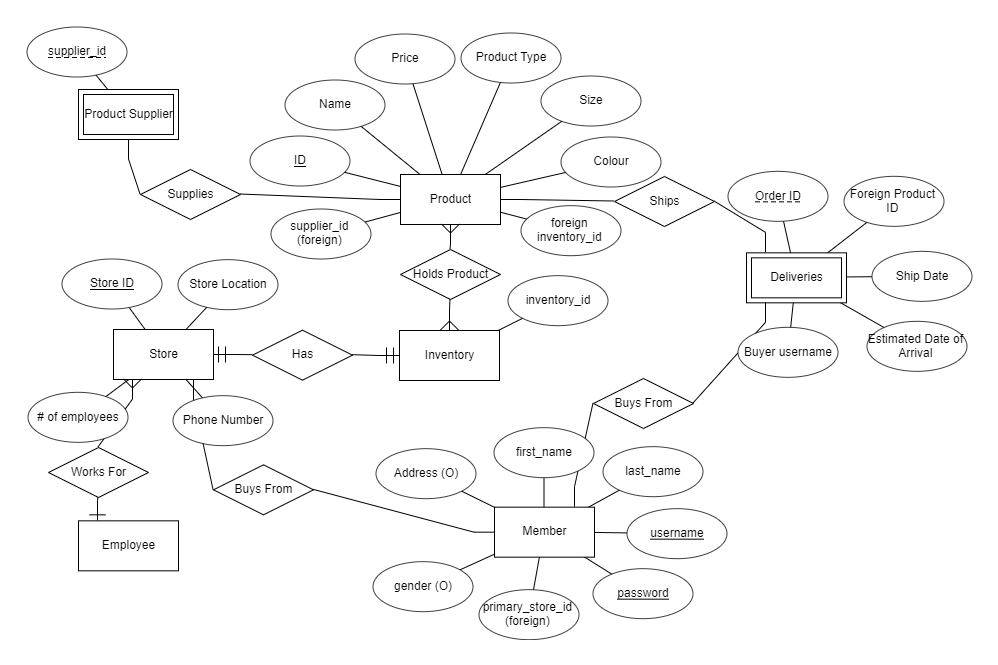 supplier_id
Product Supplier
Price
Product Type
Name
Size
ID
Colour
Supplies
Product
Ships
Order ID
Foreign Product
ID
supplier_id
(foreign)
foreign
inventory_id
Holds Product
Deliveries
Ship Date
Store ID
Store Location
inventory_id
Store
Has
Inventory
Buyer username
Estimated Date of
Arrival
# of employees
Phone Number
Buys From
Works For
Buys From
Address (O)
first_name
last_name
Employee
Member
username
gender (O)
primary_store_id
(foreign)
password